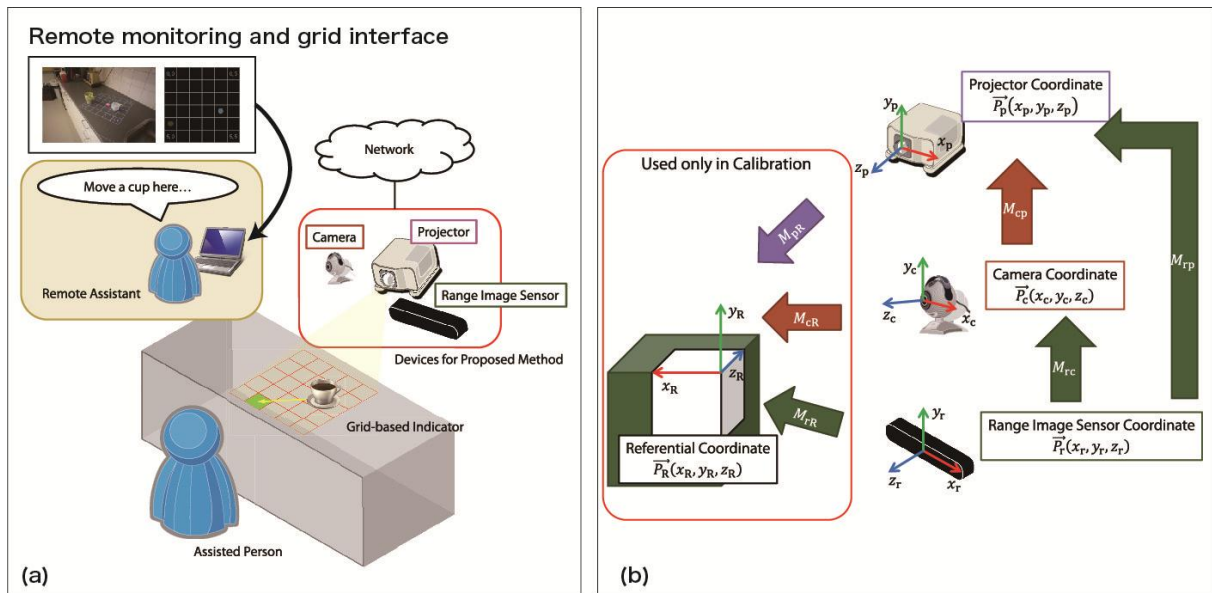 Remote monitoring and grid interface
Network
Move a cup here…
Camera
Projector
Range Image Sensor
Remote Assistant
Devices for Proposed Method
Grid-based Indicator
Assisted Person
(a)
Projector Coordinate
P⃗p(xp, yp, zp)
yp
xp
zp
Used only in Calibration
MpR
Mcp
Mrp
Camera Coordinate
P⃗c(xc, yc, zc)
yc
zc
xc
McR
yR
xR
zR
Mrc
MrR
Referential Coordinate
P⃗R(xR, yR, zR)
Range Image Sensor Coordinate
P⃗r(xr, yr, zr)
yr
zr
xr
(b)